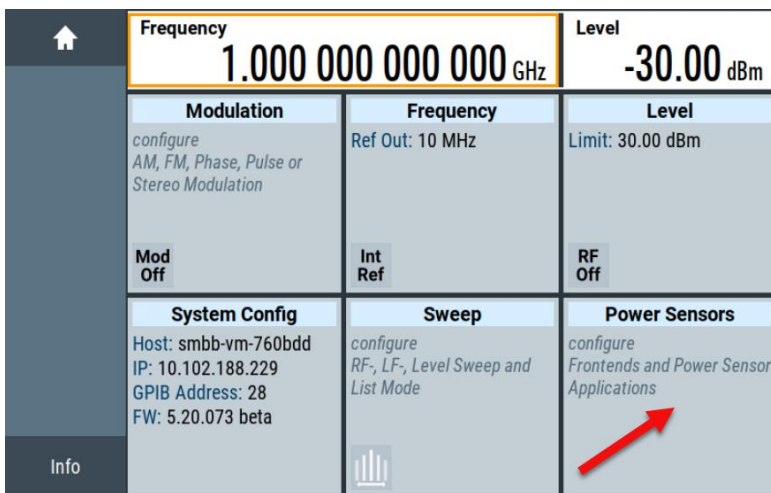 Frequency
1.000 000 000 000 GHz
Level
-30.00 dBm
Modulation
configure
AM, FM, Phase, Pulse or
Stereo Modulation
Mod
Off
Frequency
Ref Out: 10 MHz
Int
Ref
Level
Limit: 30.00 dBm
RF
Off
System Config
Host: smbb-vm-760bdd
IP: 10.102.188.229
GPIB Address: 28
FW: 5.20.073 beta
Sweep
configure
RF-, LF-, Level Sweep and
List Mode
Power Sensors
configure
Frontends and Power Sensor
Applications
Info